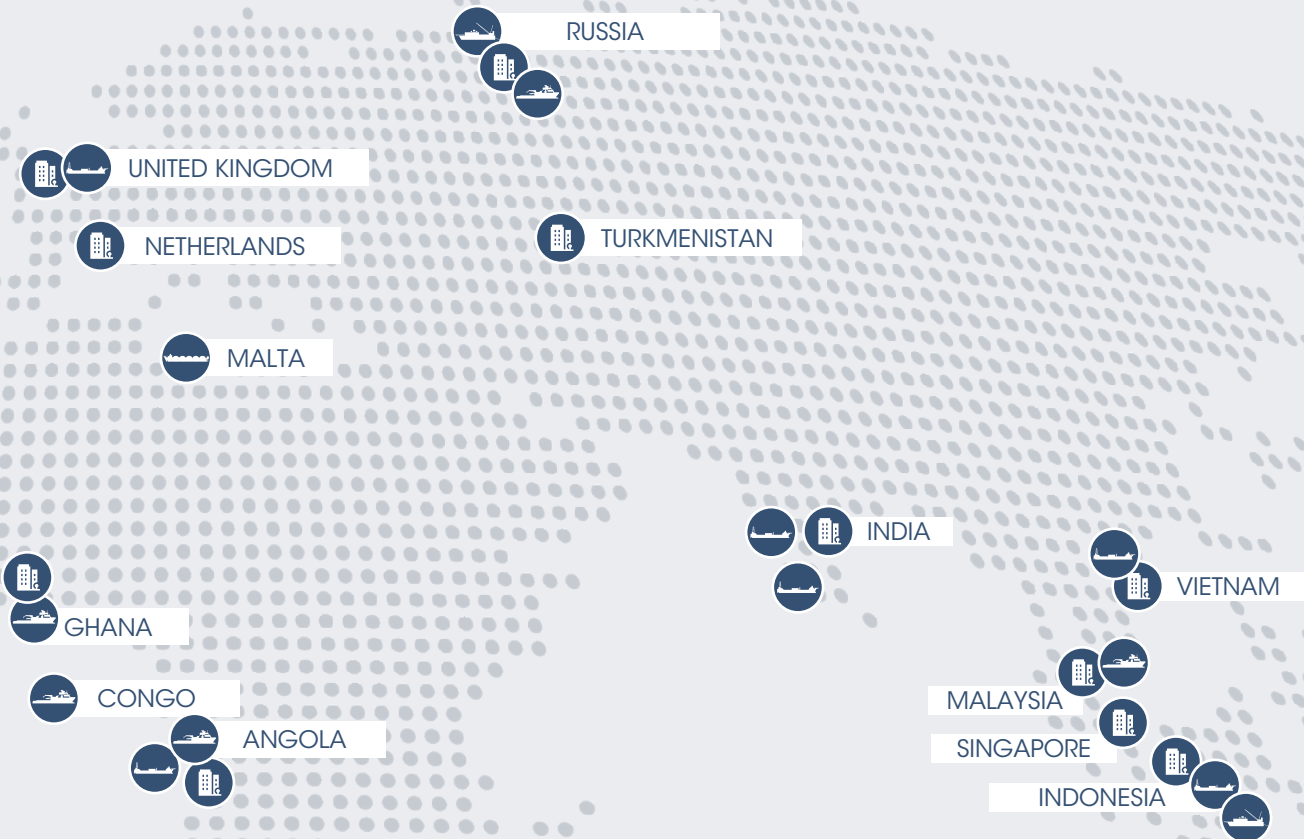 RUSSIA
UNITED KINGDOM
NETHERLANDS
TURKMENISTAN
MALTA
INDIA
VIETNAM
GHANA
CONGO
MALAYSIA
ANGOLA
SINGAPORE
INDONESIA